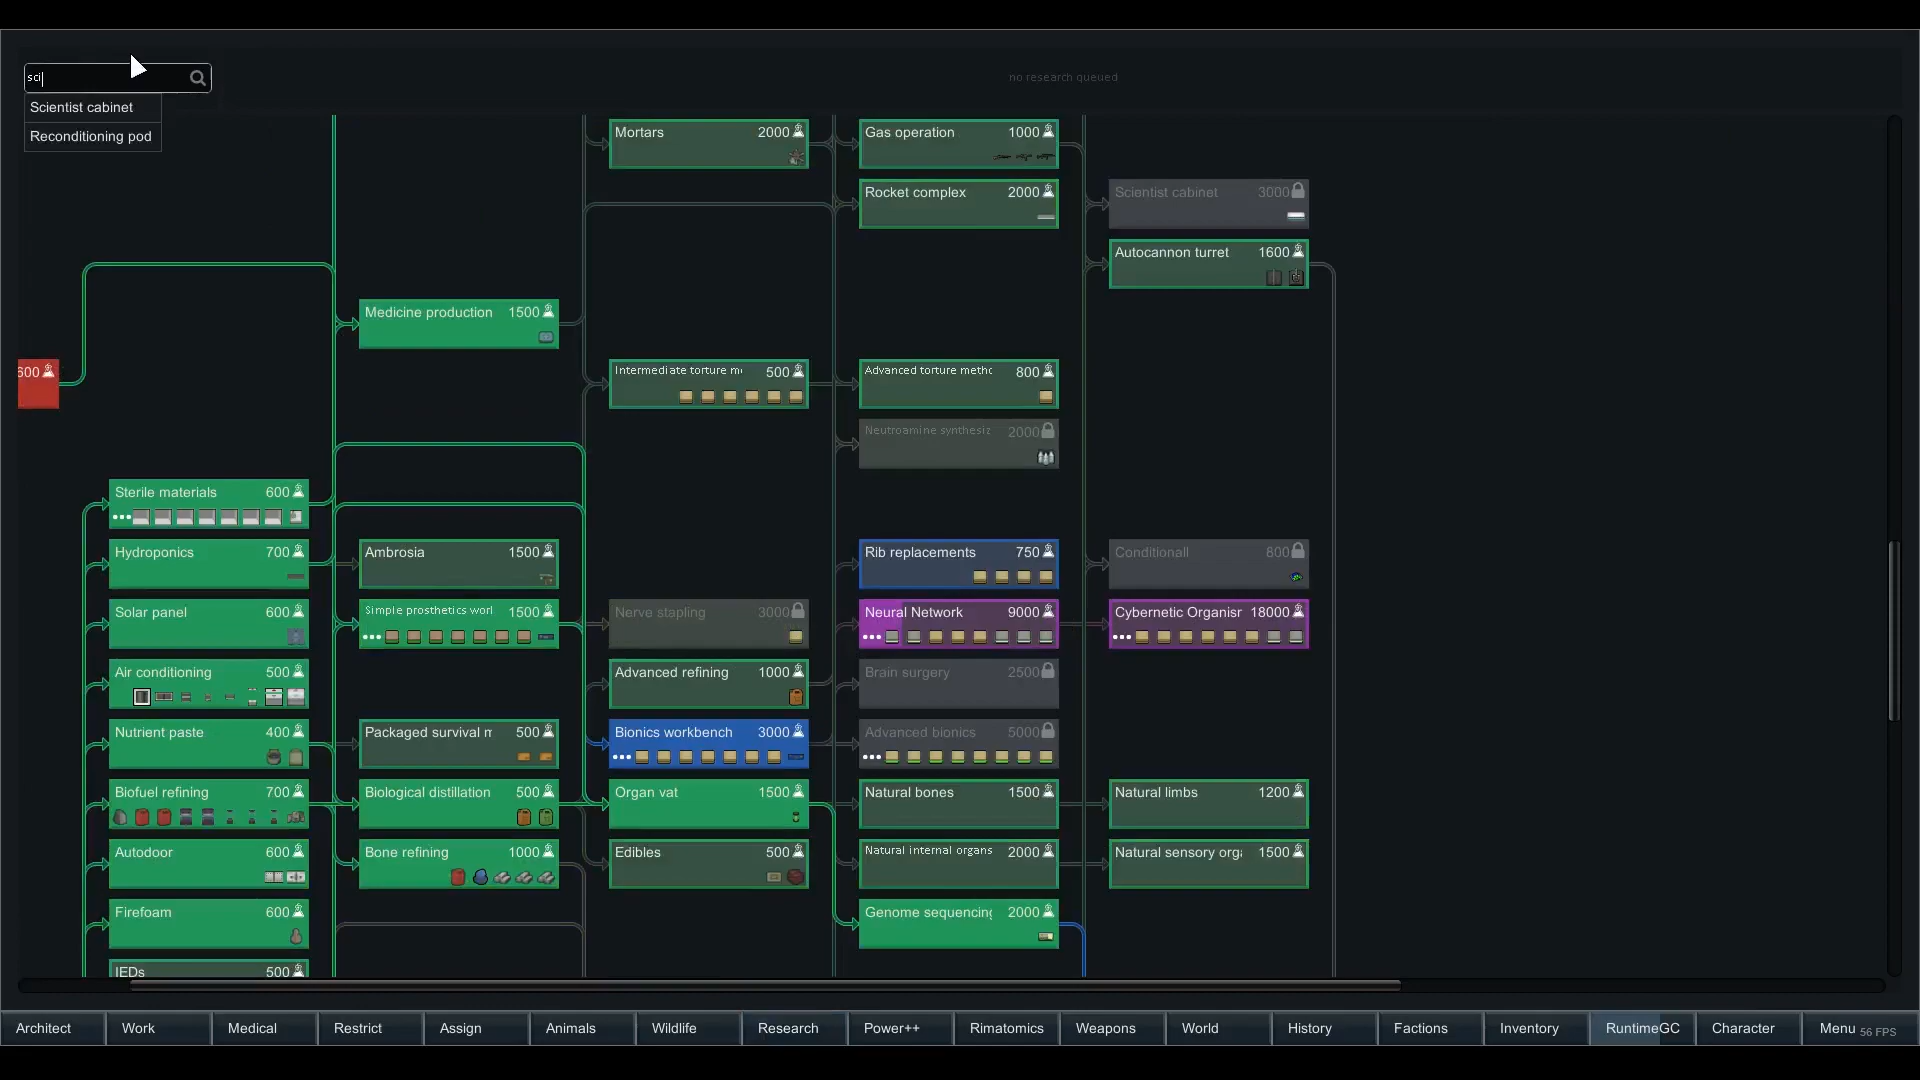 sci
no research queued
Scientist cabinet
Reconditioning pod
Mortars 2000
Gas operation 1000
Rocket complex 2000
Scientist cabinet 3000
Autocannon turret 1600
Medicine production 1500
600
Intermediate torture m 500
Advanced torture methc 800
Neutroamine synthesiz 2000
Sterile materials 600
Hydroponics 700
Ambrosia 1500
Rib replacements 750
Conditionall 800
Solar panel 600
Simple prosthetics worl 1500
Nerve stapling 3000
Neural Network 9000
Cybernetic Organisr 18000
Air conditioning 500
Advanced refining 1000
Brain surgery 2500
Nutrient paste 400
Packaged survival m 500
Bionics workbench 3000
Advanced bionics 5000
Biofuel refining 700
Biological distillation 500
Organ vat 1500
Natural bones 1500
Natural limbs 1200
Autodoor 600
Bone refining 1000
Edibles 500
Natural internal organs 2000
Natural sensory orga 1500
Firefoam 600
Genome sequencing 2000
IEDs 500
Architect Work Medical Restrict Assign Animals Wildlife Research Power++ Rimatomics Weapons World History Factions Inventory RuntimeGC Character Menu 56 FPS